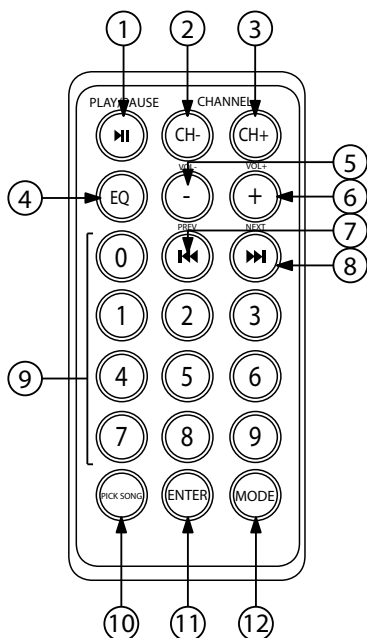 1 2 3
PLAY/PAUSE CHANNEL
CH- CH+
5
VOL- VOL+
4 EQ - + 6
PREV NEXT 7
0 8
1 2 3
9 4 5 6
7 8 9
PICK SONG ENTER MODE
10 11 12